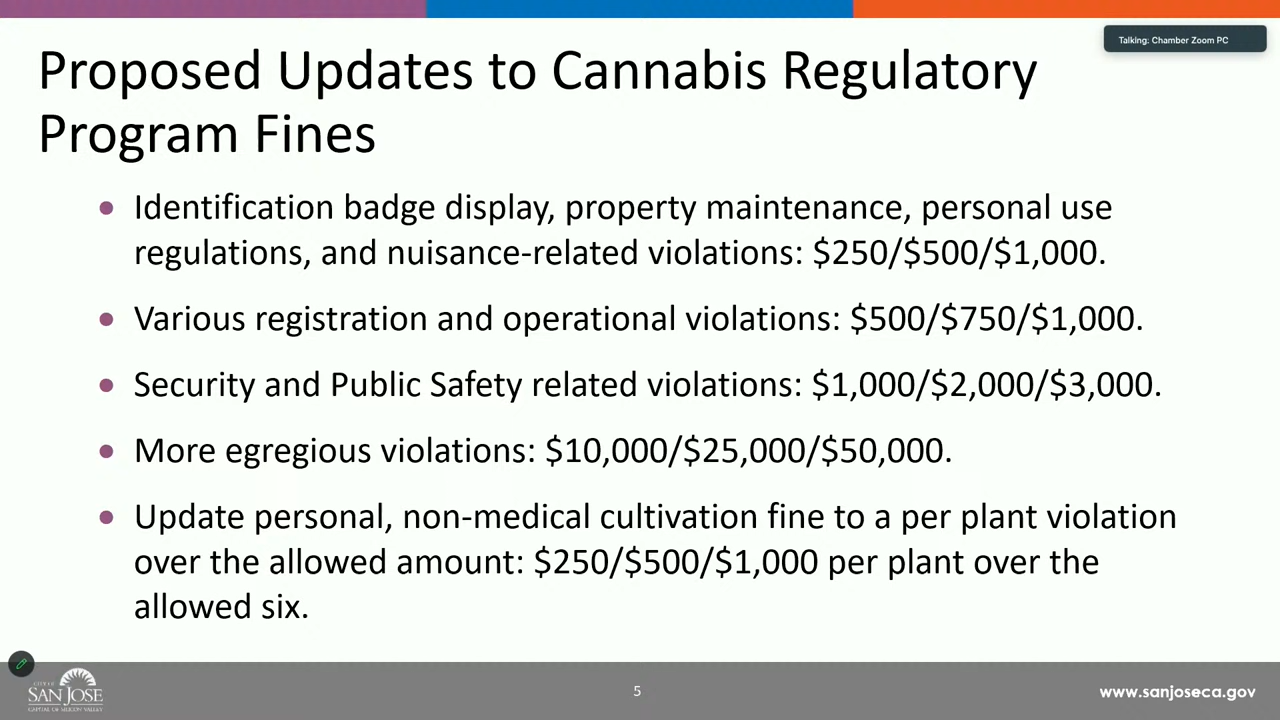 Talking: Chamber Zoom PC
Proposed Updates to Cannabis Regulatory
Program Fines
• Identification badge display, property maintenance, personal use
regulations, and nuisance-related violations: $250/$500/$1,000.
• Various registration and operational violations: $500/$750/$1,000.
• Security and Public Safety related violations: $1,000/$2,000/$3,000.
• More egregious violations: $10,000/$25,000/$50,000.
• Update personal, non-medical cultivation fine to a per plant violation
over the allowed amount: $250/$500/$1,000 per plant over the
allowed six.
CITY OF
SAN JOSE
CAPITAL OF SILICON VALLEY
5
www.sanjoseca.gov